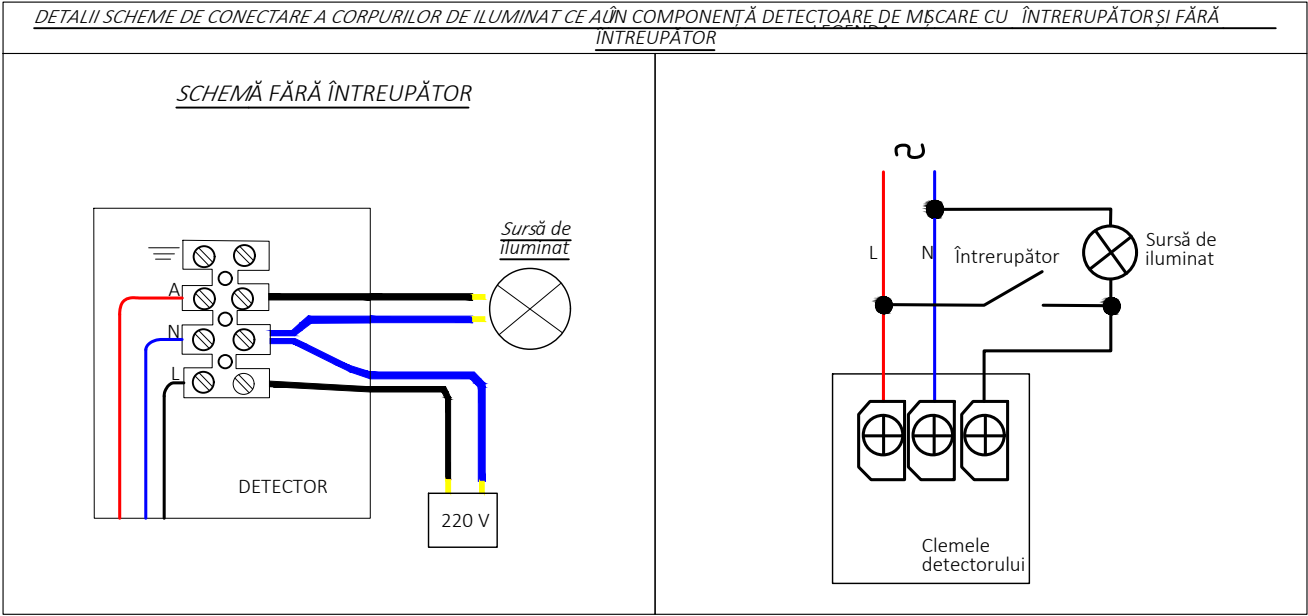 DETALII SCHEME DE CONECTARE A CORPURILOR DE ILUMINAT CE AU ÎN COMPONENȚĂ DETECTOARE DE MIȘCARE CU ÎNTRERUPĂTOR ȘI FĂRĂ
LEGENDA
ÎNTREUPĂTOR
SCHEMĂ FĂRĂ ÎNTREUPĂTOR
Sursă de
iluminat
A
N
L
DETECTOR
220 V
L
N
Întrerupător
Sursă de
iluminat
Clemele
detectorului